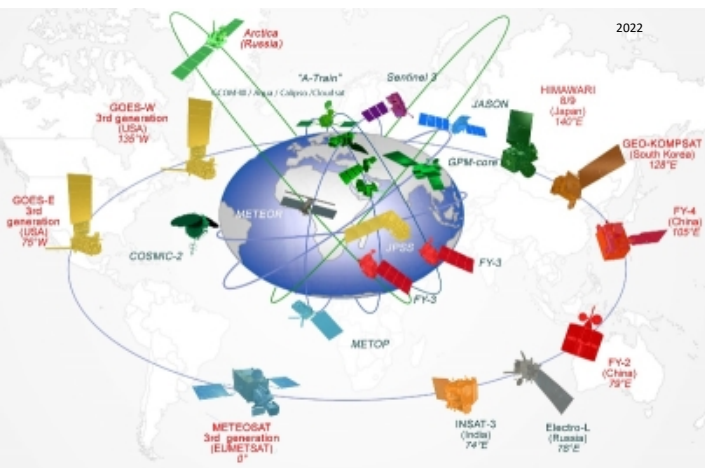 2022
Arctica
(Russia)
"A-Train"
GCOM-W / Aqua / Calipso /Cloudsat
Sentinel 3
JASON
HIMAWARI
8/9
(Japan)
140°E
GOES-W
3rd generation
(USA)
135°W
GEO-KOMPSAT
(South Korea)
128°E
GPM-core
GOES-E
3rd
generation
(USA)
75°W
METEOR
FY-4
(China)
105°E
COSMIC-2
JPSS
FY-3
FY-3
METOP
FY-2
(China)
79°E
METEOSAT
3rd generation
(EUMETSAT)
0°
INSAT-3
(India)
74°E
Electro-L
(Russia)
76°E